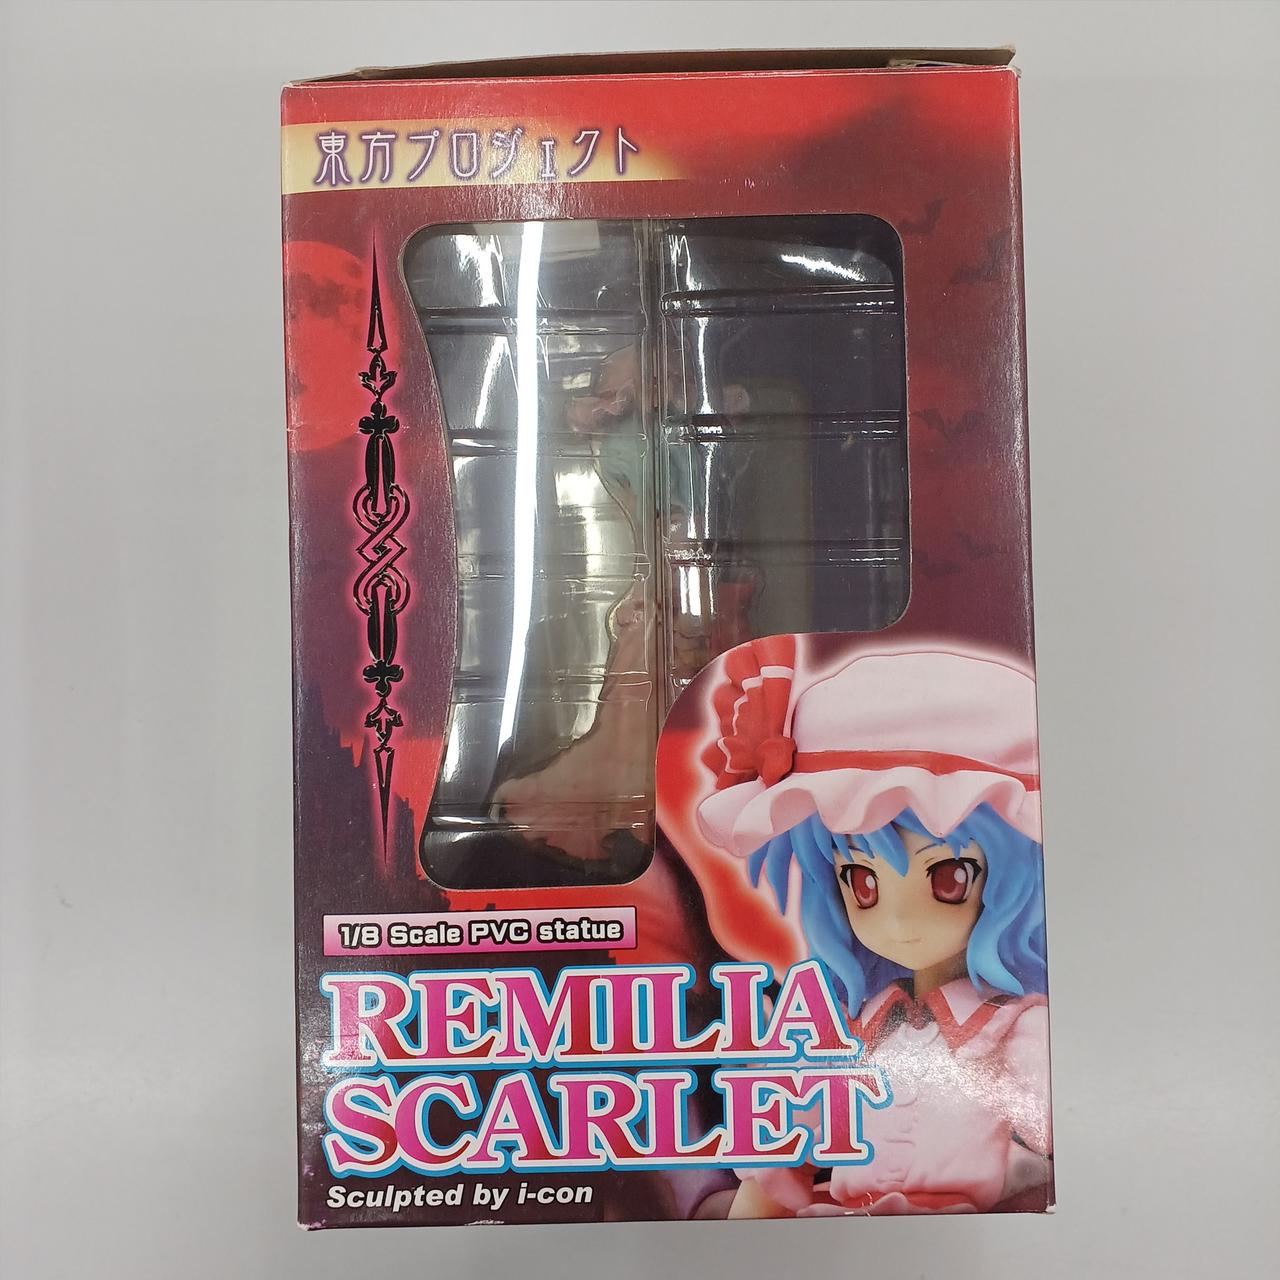 東方プロジェクト
1/8 Scale PVC statue
REMILIA
SCARLET
Sculpted by i-con